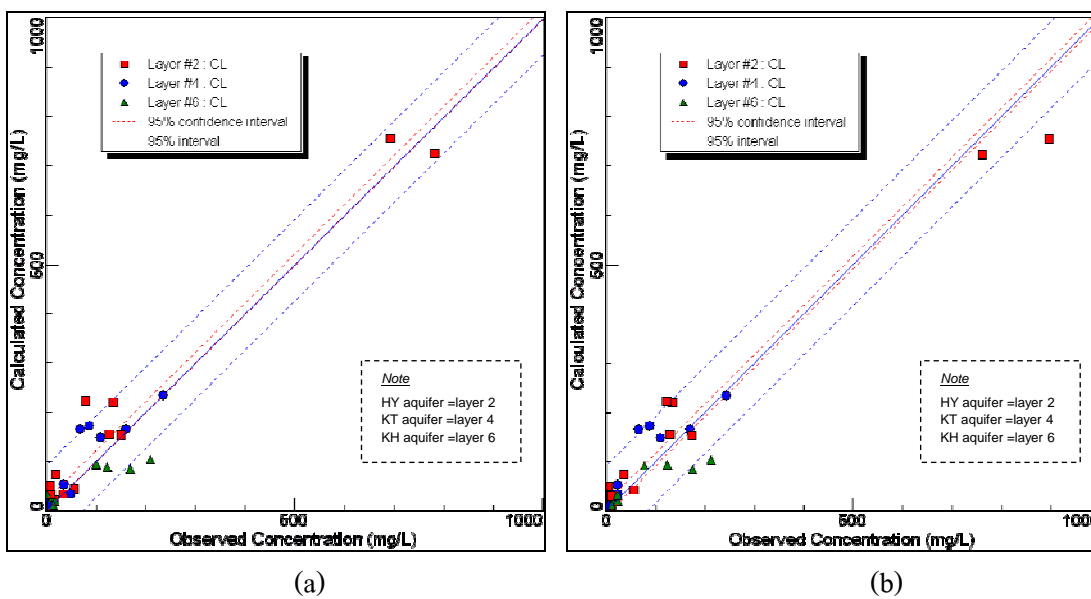 1000
Layer #2 : CL
Layer #4 : CL
Layer #6 : CL
95% confidence interval
95% interval
Calculated Concentration (mg/L)
500
Note
HY aquifer =layer 2
KT aquifer =layer 4
KH aquifer =layer 6
0
0
500
1000
Observed Concentration (mg/L)
(a)
1000
Layer #2 : CL
Layer #4 : CL
Layer #6 : CL
95% confidence interval
95% interval
Calculated Concentration (mg/L)
500
Note
HY aquifer =layer 2
KT aquifer =layer 4
KH aquifer =layer 6
0
0
500
1000
Observed Concentration (mg/L)
(b)